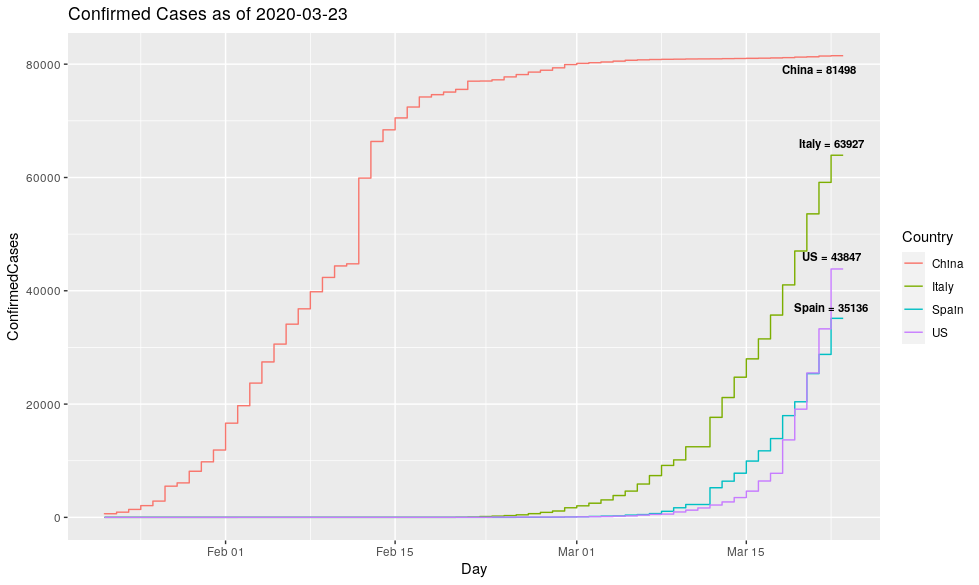 Confirmed Cases as of 2020-03-23
ConfirmedCases
80000
60000
40000
20000
0
China = 81498
Italy = 63927
US = 43847
Spain = 35136
Feb 01
Feb 15
Mar 01
Mar 15
Day
Country
China
Italy
Spain
US